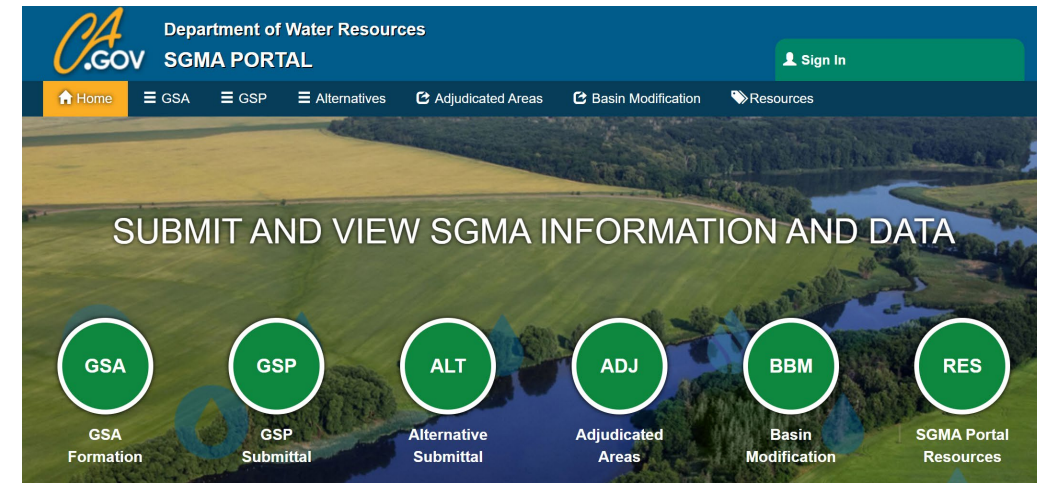 CA
.GOV
Department of Water Resources
SGMA PORTAL
Sign In
Home
GSA
GSP
Alternatives
Adjudicated Areas
Basin Modification
Resources
SUBMIT AND VIEW SGMA INFORMATION AND DATA
GSA
GSP
ALT
ADJ
BBM
RES
GSA
Formation
GSP
Submittal
Alternative
Submittal
Adjudicated
Areas
Basin
Modification
SGMA Portal
Resources